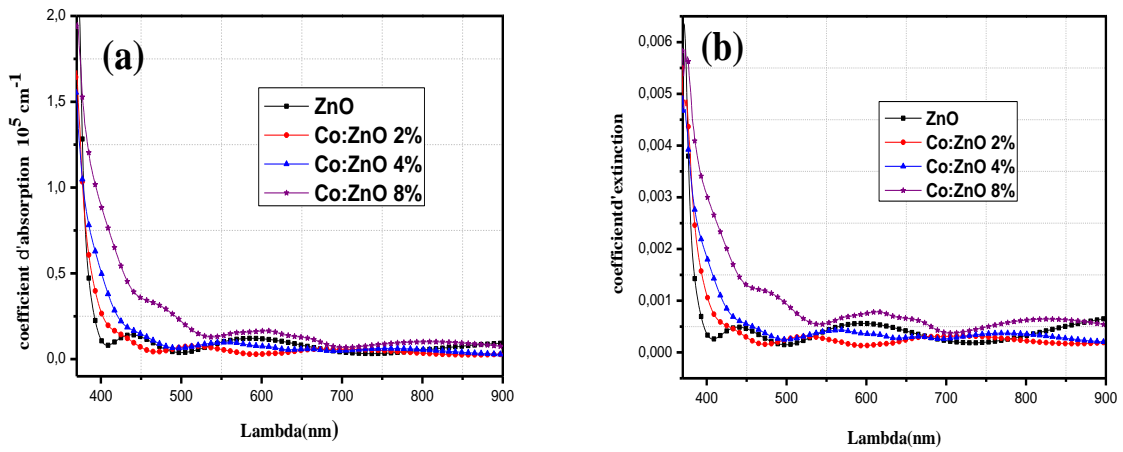 (a)
coefficient d'absorption 10⁵ cm⁻¹
2,0
1,5
1,0
0,5
0,0
ZnO
Co:ZnO 2%
Co:ZnO 4%
Co:ZnO 8%
400 500 600 700 800 900
Lambda(nm)
(b)
coefficientd'extinction
0,006
0,005
0,004
0,003
0,002
0,001
0,000
ZnO
Co:ZnO 2%
Co:ZnO 4%
Co:ZnO 8%
400 500 600 700 800 900
Lambda(nm)